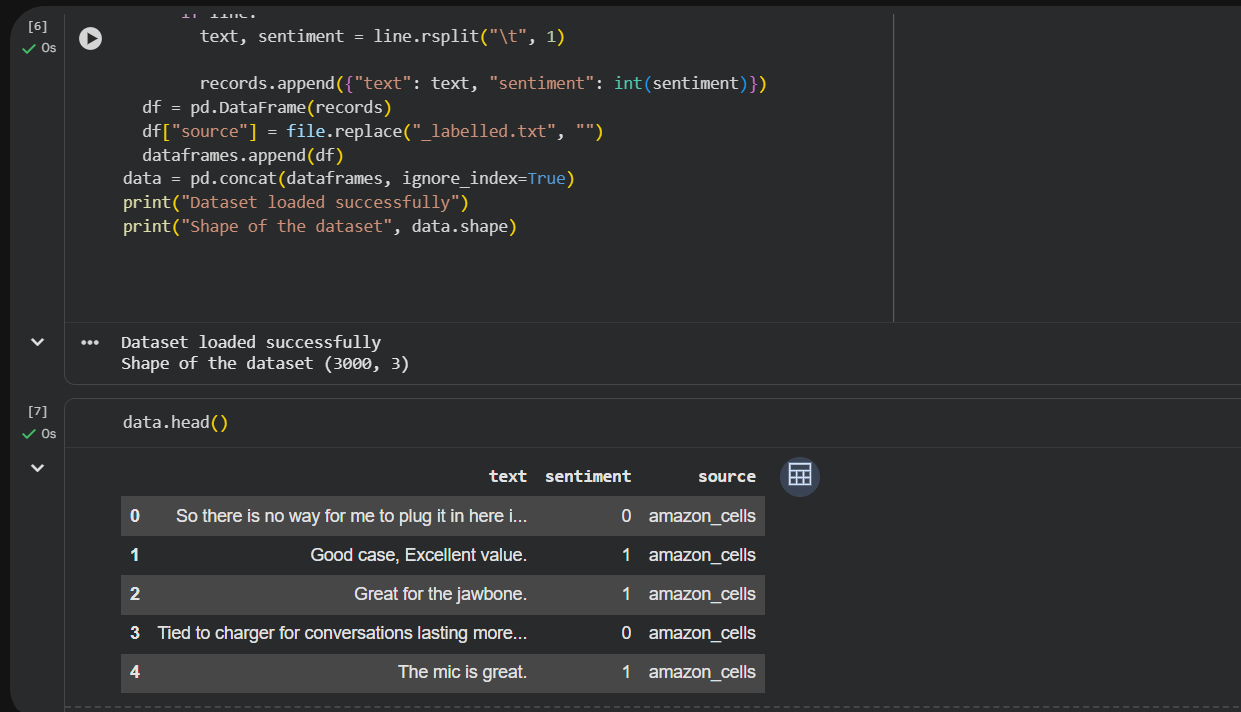 [6]
0s
if line:
text, sentiment = line.rsplit("\t", 1)
records.append({"text": text, "sentiment": int(sentiment)})
df = pd.DataFrame(records)
df["source"] = file.replace("_labelled.txt", "")
dataframes.append(df)
data = pd.concat(dataframes, ignore_index=True)
print("Dataset loaded successfully")
print("Shape of the dataset", data.shape)
Dataset loaded successfully
Shape of the dataset (3000, 3)
[7]
0s
data.head()
text sentiment source
0 So there is no way for me to plug it in here i... 0 amazon_cells
1 Good case, Excellent value. 1 amazon_cells
2 Great for the jawbone. 1 amazon_cells
3 Tied to charger for conversations lasting more... 0 amazon_cells
4 The mic is great. 1 amazon_cells